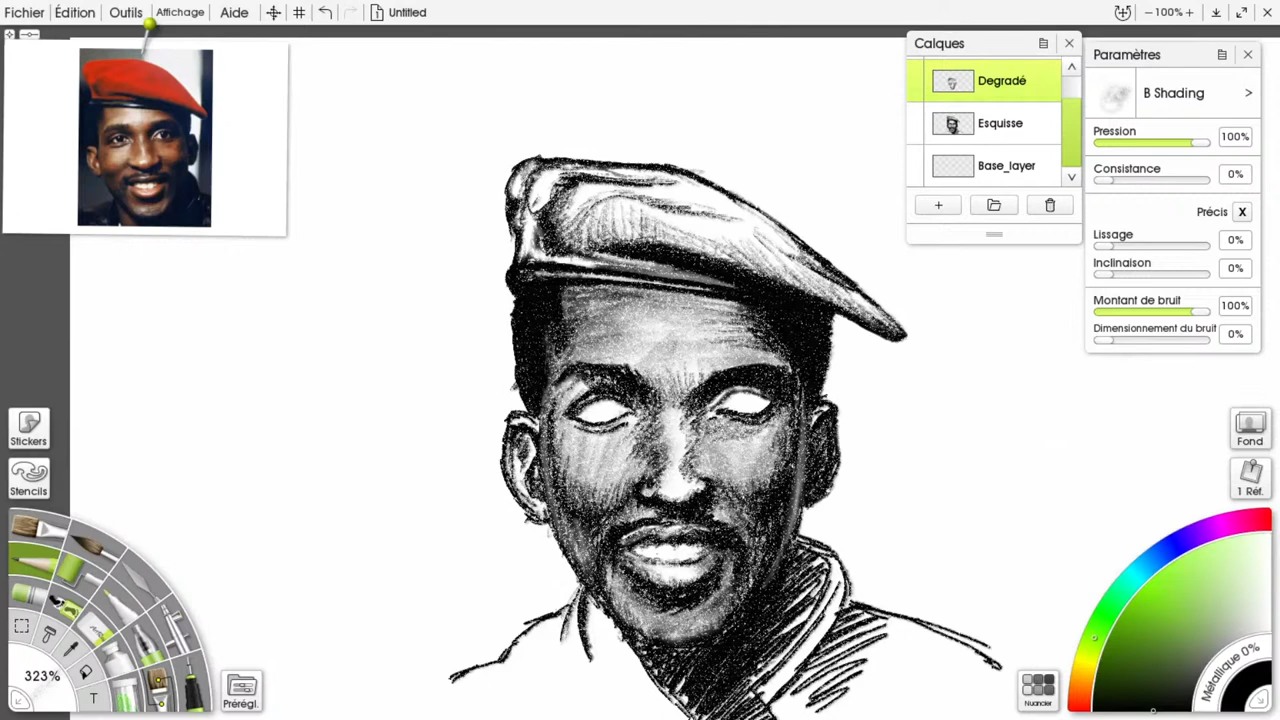 Fichier Édition Outils Affichage Aide Untitled −100%+
Calques
Degradé
Esquisse
Base_layer
+
Paramètres
B Shading >
Pression 100%
Consistance 0%
Précis X
Lissage 0%
Inclinaison 0%
Montant de bruit 100%
Dimensionnement du bruit 0%
Stickers
Stencils
323%
T
Prérégl.
Fond
1 Réf.
Nuancier
Métallique 0%